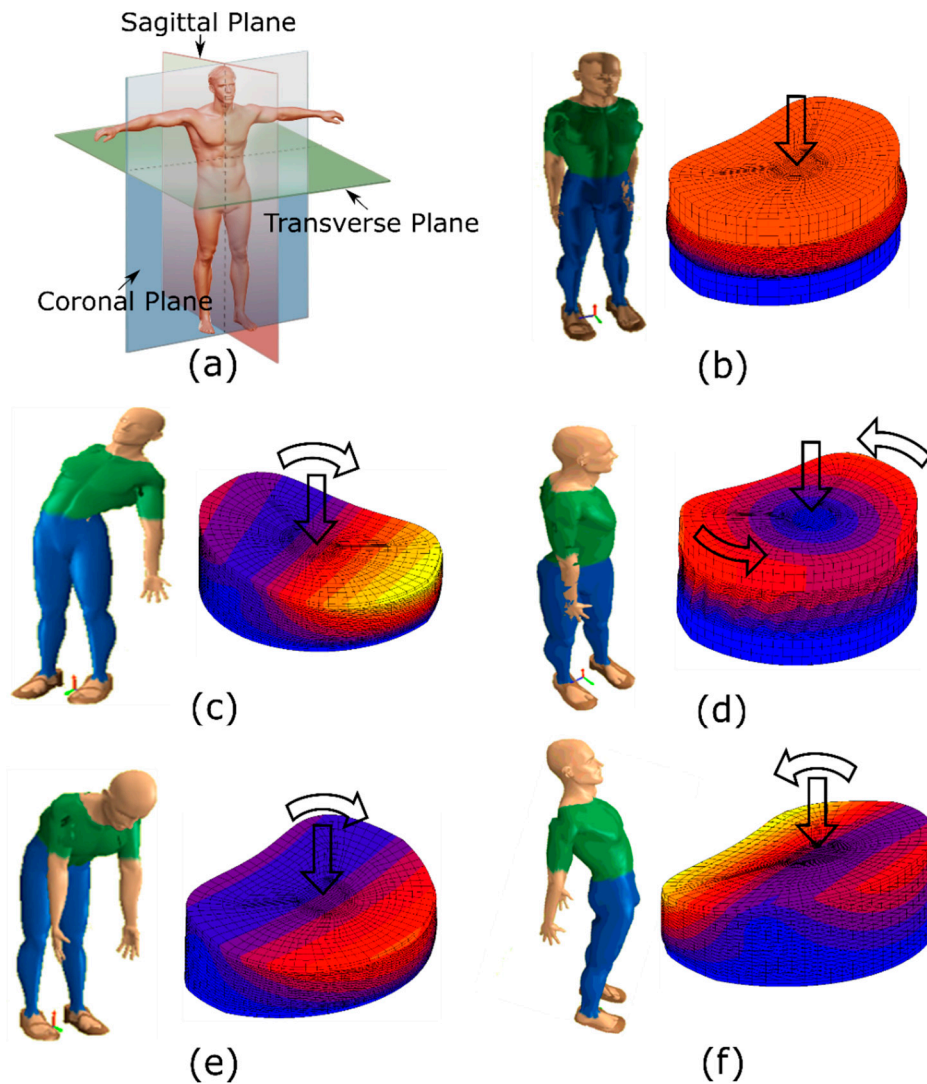 Sagittal Plane
Transverse Plane
Coronal Plane
(a)
(b)
(c)
(d)
(e)
(f)